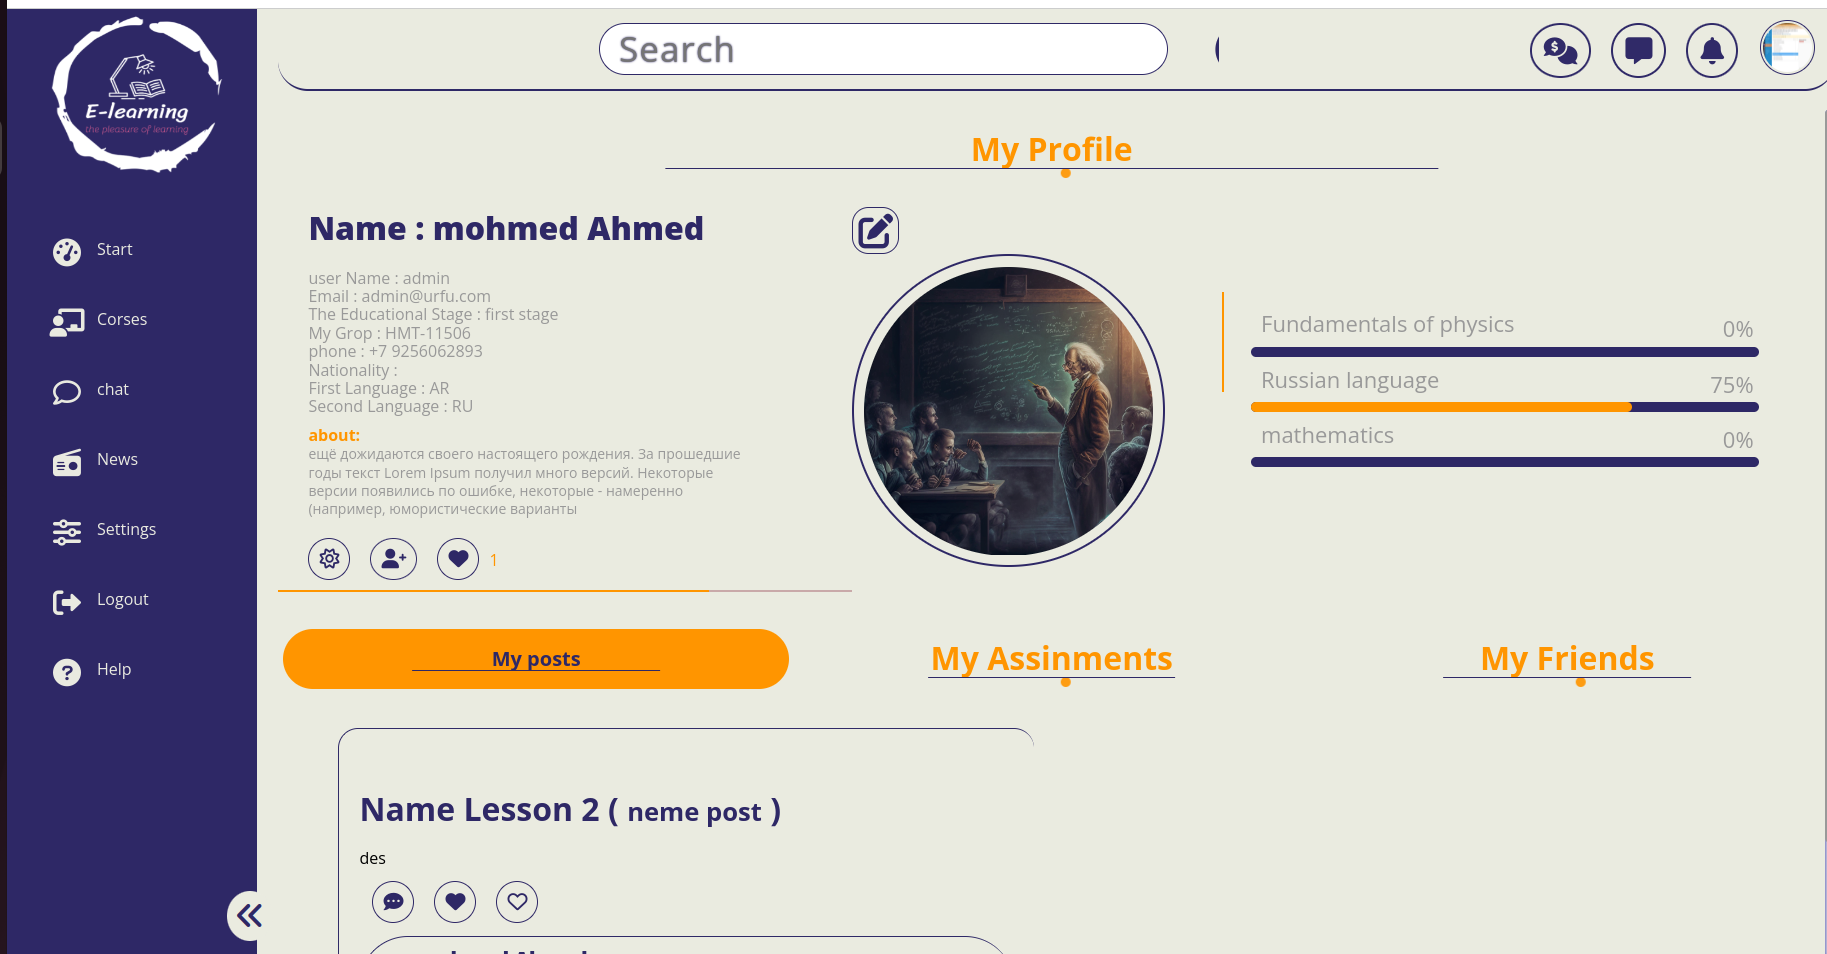 Search
E-learning
the pleasure of learning
My Profile
Start
Corses
chat
News
Settings
Logout
Help
Name : mohmed Ahmed
user Name : admin
Email : admin@urfu.com
The Educational Stage : first stage
My Grop : HMT-11506
phone : +7 9256062893
Nationality :
First Language : AR
Second Language : RU
about:
ещё дожидаются своего настоящего рождения. За прошедшие
годы текст Lorem Ipsum получил много версий. Некоторые
версии появились по ошибке, некоторые - намеренно
(например, юмористические варианты
1
Fundamentals of physics 0%
Russian language 75%
mathematics 0%
My posts
My Assinments
My Friends
Name Lesson 2 ( neme post )
des